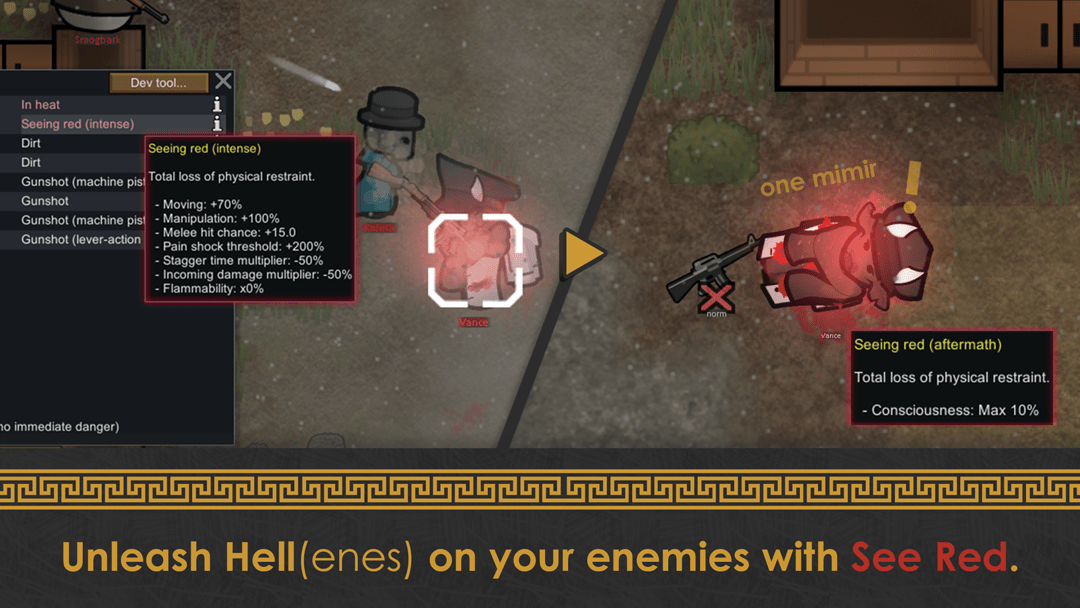 Smogbark
Dev tool...
In heat
Seeing red (intense)
Dirt
Dirt
Gunshot (machine pist
Gunshot
Gunshot (machine pist
Gunshot (lever-action
no immediate danger)
Seeing red (intense)
Total loss of physical restraint.
- Moving: +70%
- Manipulation: +100%
- Melee hit chance: +15.0
- Pain shock threshold: +200%
- Stagger time multiplier: -50%
- Incoming damage multiplier: -50%
- Flammability: x0%
Vance
one mimir
!
norm
Vance
Seeing red (aftermath)
Total loss of physical restraint.
- Consciousness: Max 10%
Unleash Hell(enes) on your enemies with See Red.